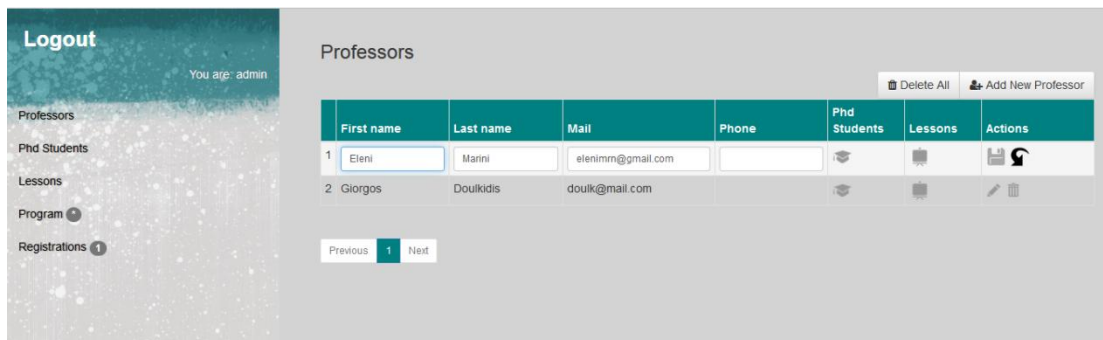 Logout
You are: admin
Professors
Phd Students
Lessons
Program *
Registrations 1
Professors
Delete All Add New Professor
First name Last name Mail Phone Phd Students Lessons Actions
1 Eleni Marini elenimrn@gmail.com
2 Giorgos Doulkidis doulk@mail.com
Previous 1 Next